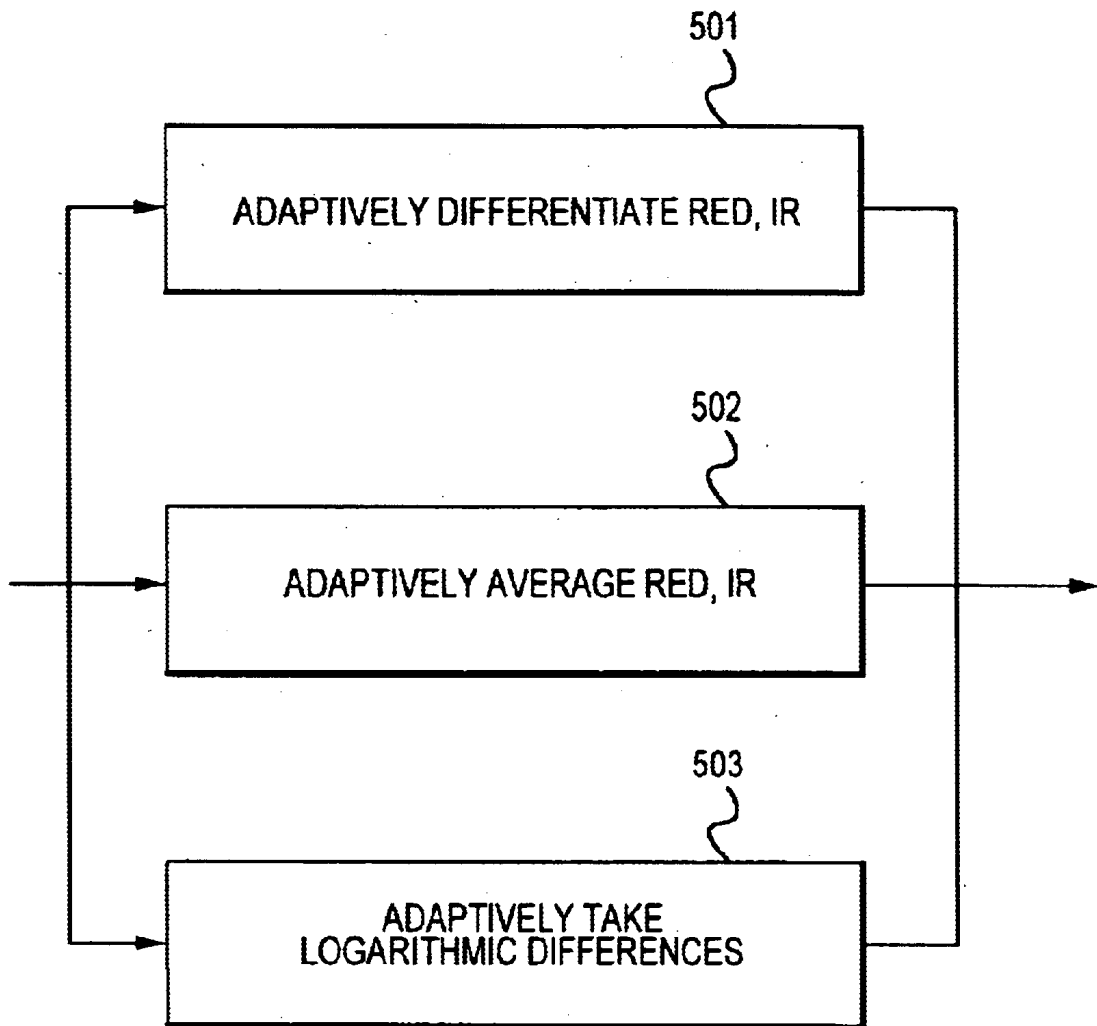 501
ADAPTIVELY DIFFERENTIATE RED, IR
502
ADAPTIVELY AVERAGE RED, IR
503
ADAPTIVELY TAKE
LOGARITHMIC DIFFERENCES